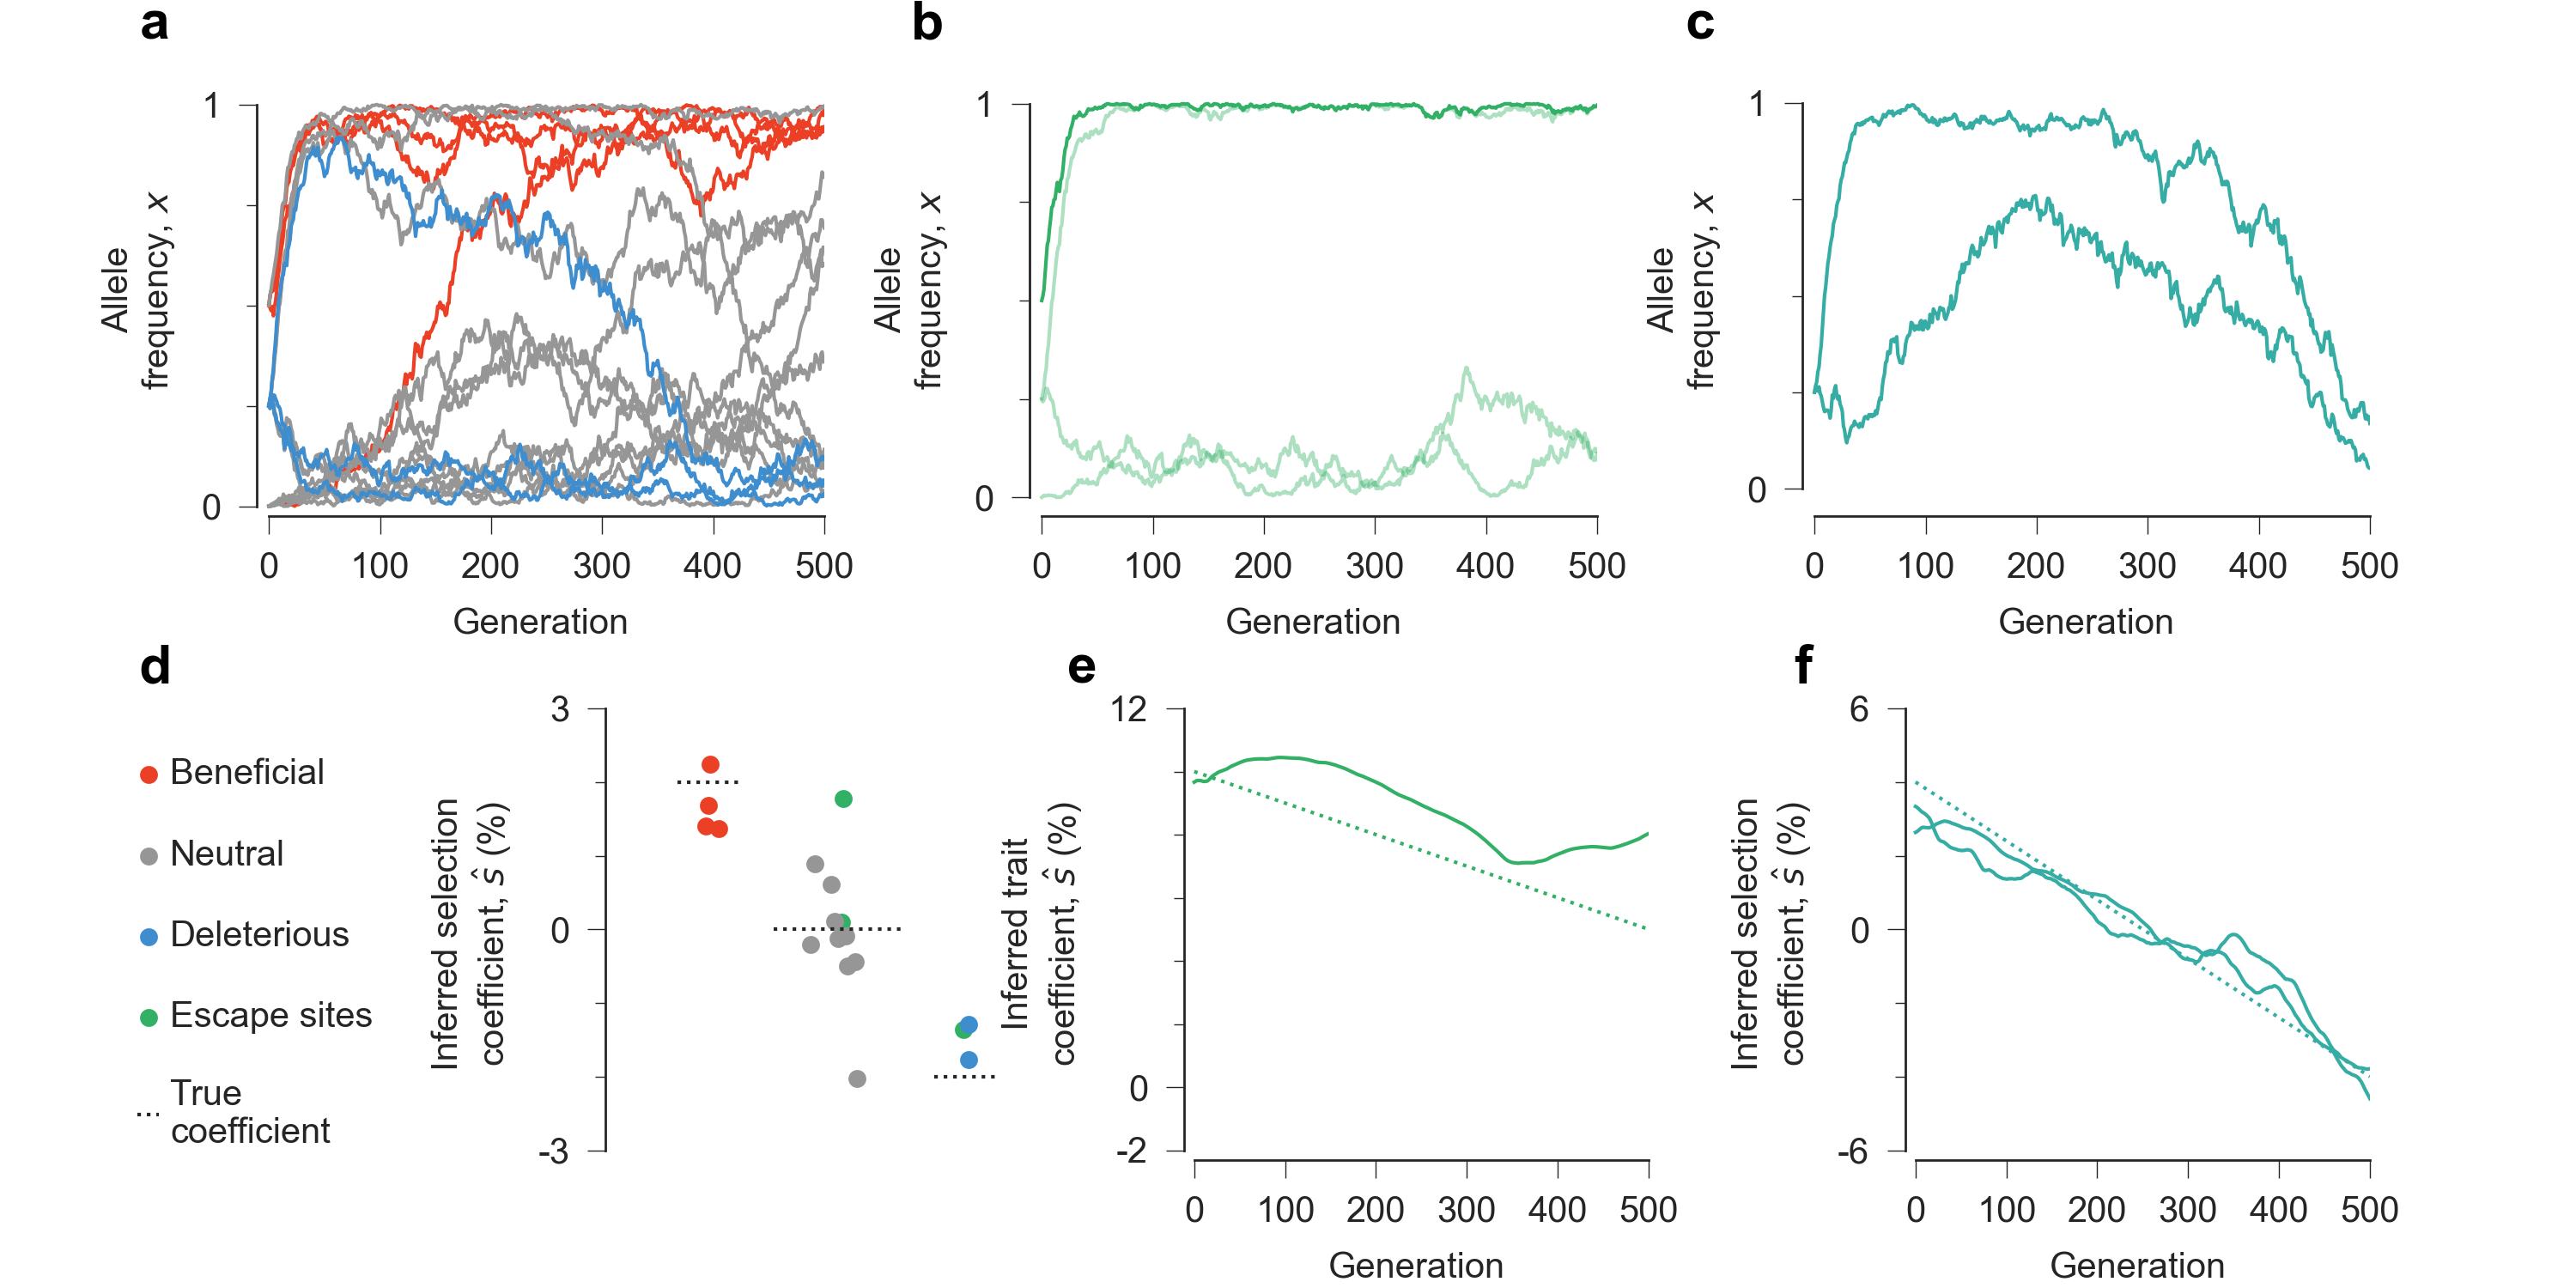 a
b
c
1
0
Allele
frequency, x
0 100 200 300 400 500
Generation
1
0
Allele
frequency, x
0 100 200 300 400 500
Generation
1
0
Allele
frequency, x
0 100 200 300 400 500
Generation
d
Beneficial
Neutral
Deleterious
Escape sites
True
coefficient
3
0
-3
Inferred selection
coefficient, ŝ (%)
e
12
0
-2
Inferred trait
coefficient, ŝ (%)
0 100 200 300 400 500
Generation
f
6
0
-6
Inferred selection
coefficient, ŝ (%)
0 100 200 300 400 500
Generation